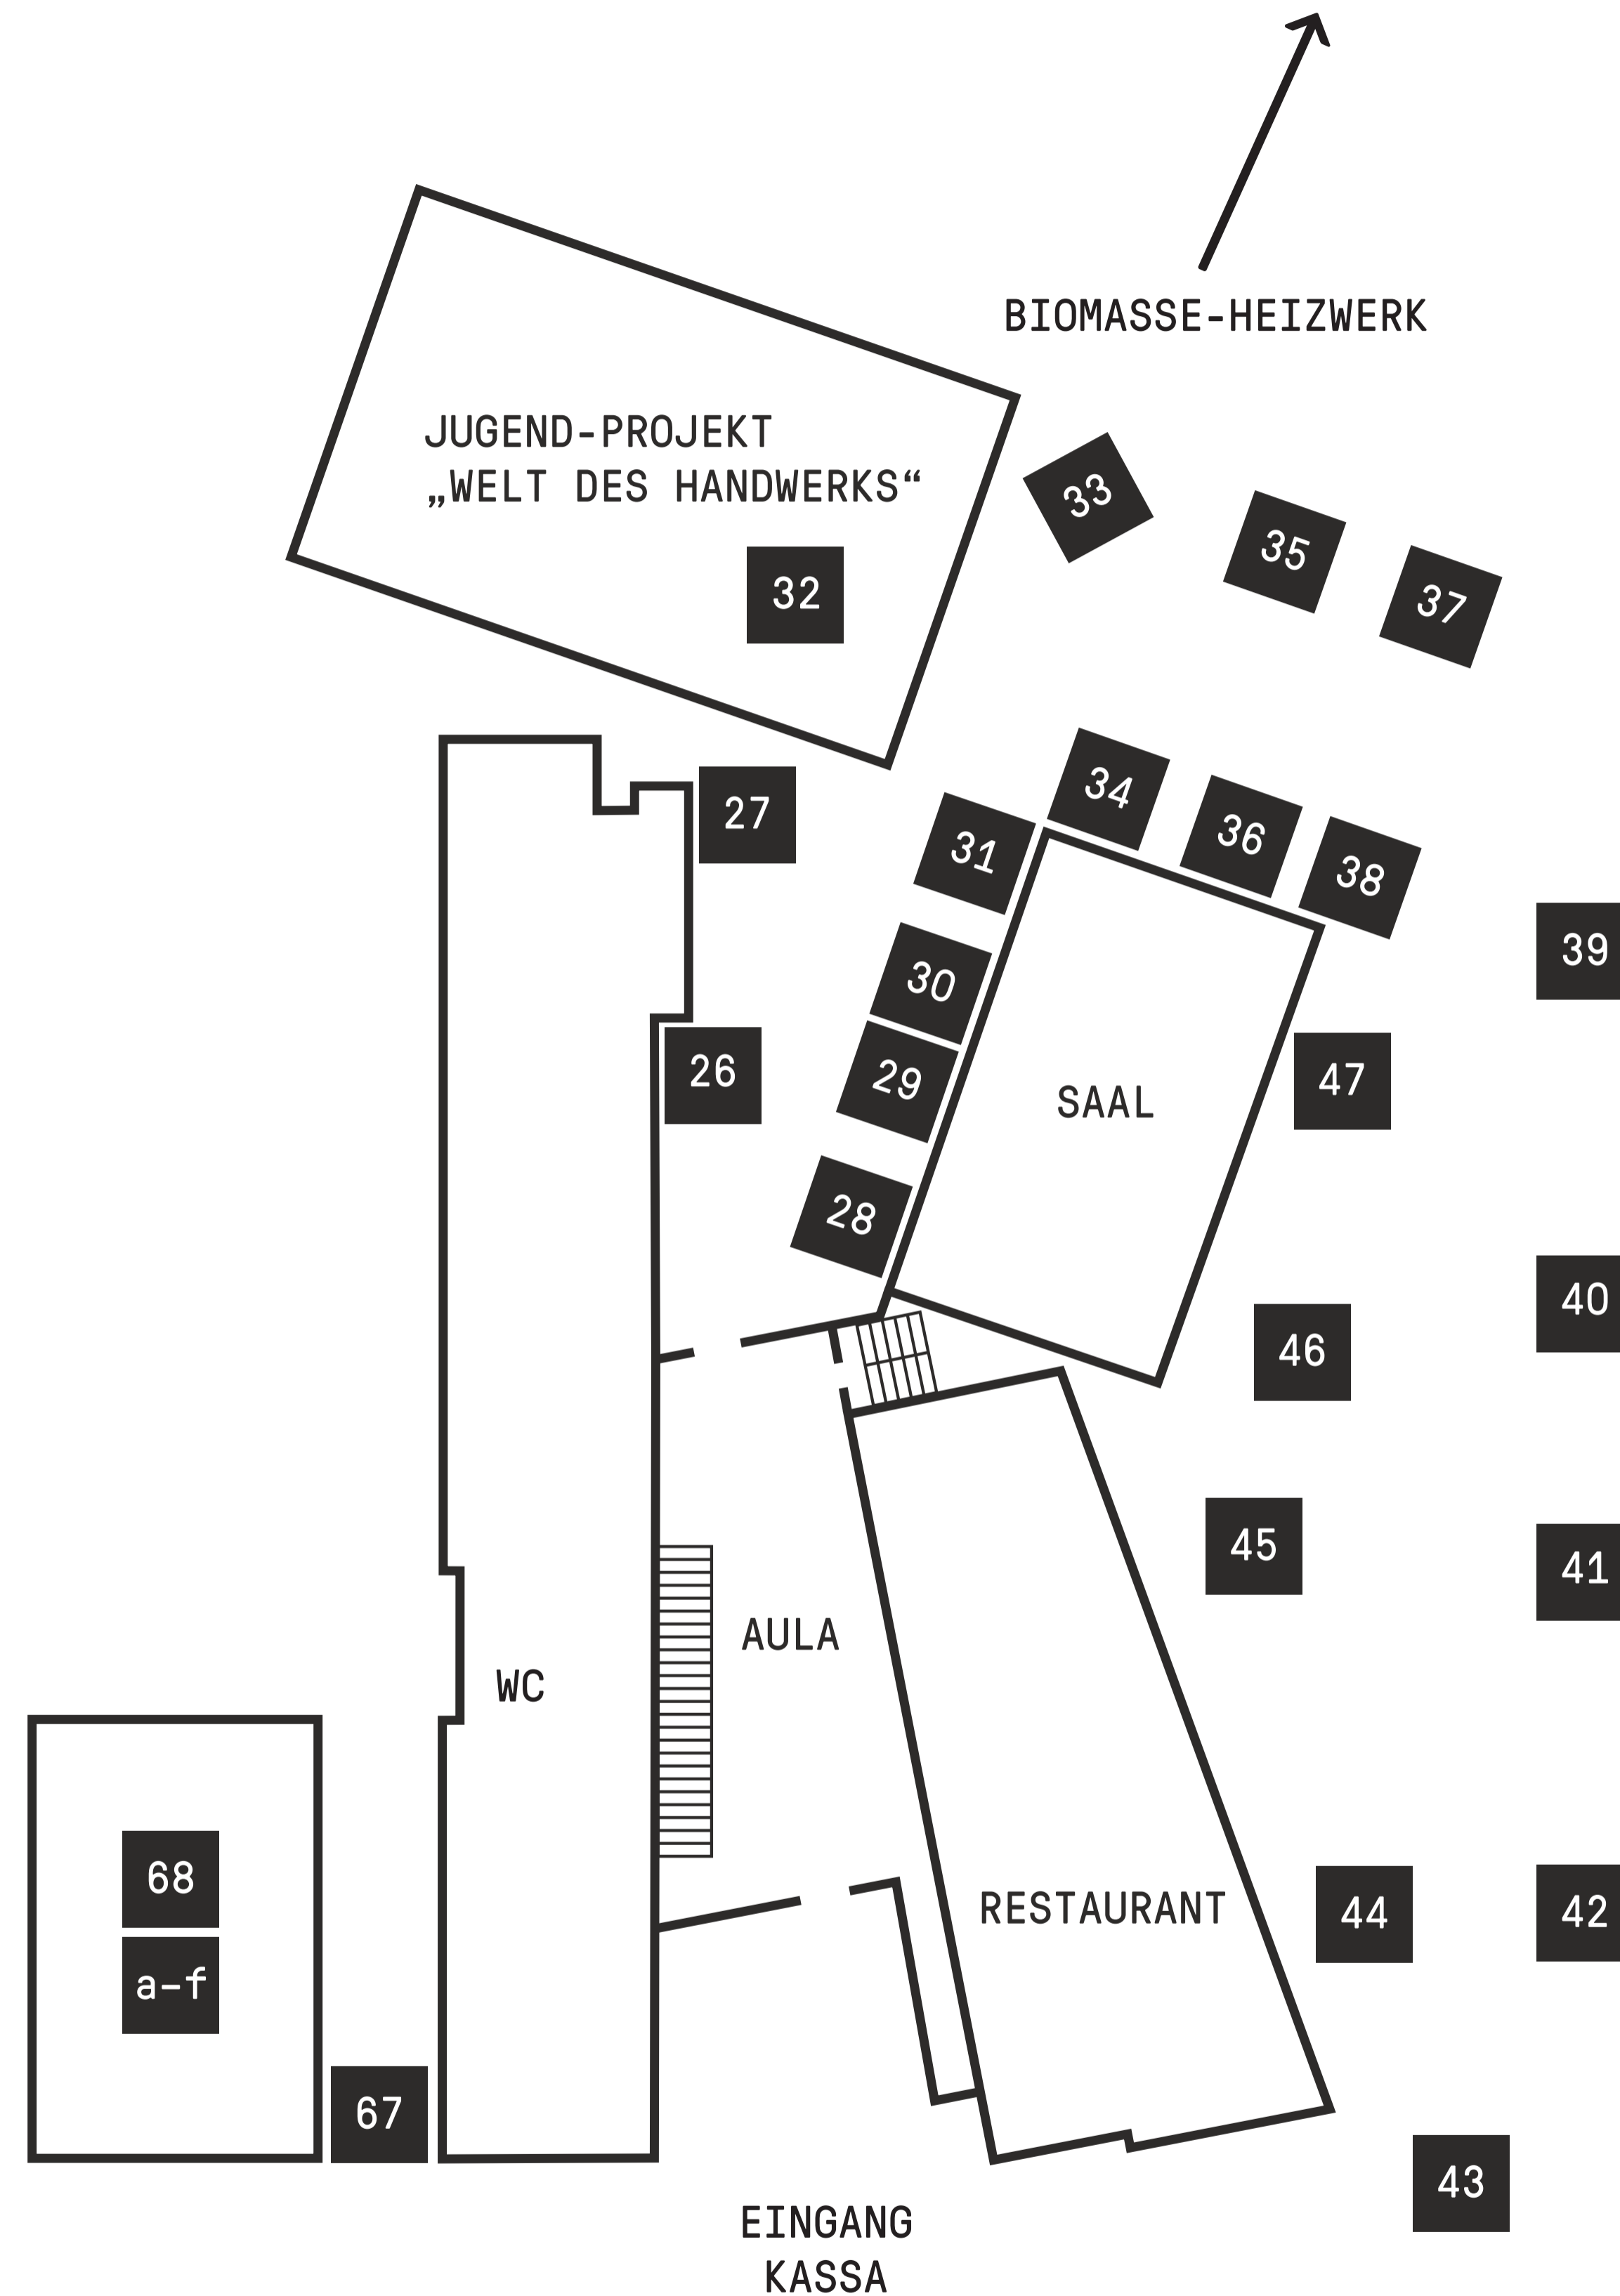 BIOMASSE-HEIZWERK
JUGEND-PROJEKT
„WELT DES HANDWERKS“
33
35
37
32
34
27
36
31
38
39
30
26
29
47
SAAL
28
40
46
45
41
AULA
WC
68
RESTAURANT
44
42
a-f
67
43
EINGANG
KASSA